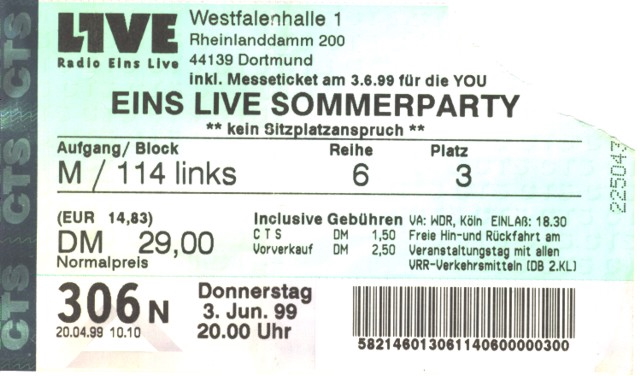 CTS CTS CTS CTS
L1VE
Radio Eins Live
Westfalenhalle 1
Rheinlanddamm 200
44139 Dortmund
inkl. Messeticket am 3.6.99 für die YOU
EINS LIVE SOMMERPARTY
** kein Sitzplatzanspruch **
Aufgang/ Block Reihe Platz
M / 114 links 6 3
225043
(EUR 14,83)
DM 29,00
Normalpreis
Inclusive Gebühren
CTS DM 1,50
Vorverkauf DM 2,50
VA: WDR, Köln EINLAß: 18.30
Freie Hin-und Rückfahrt am
Veranstaltungstag mit allen
VRR-Verkehrsmitteln (DB 2.KL)
306 N
20.04.99 10.10
Donnerstag
3. Jun. 99
20.00 Uhr
582146013061140600000300